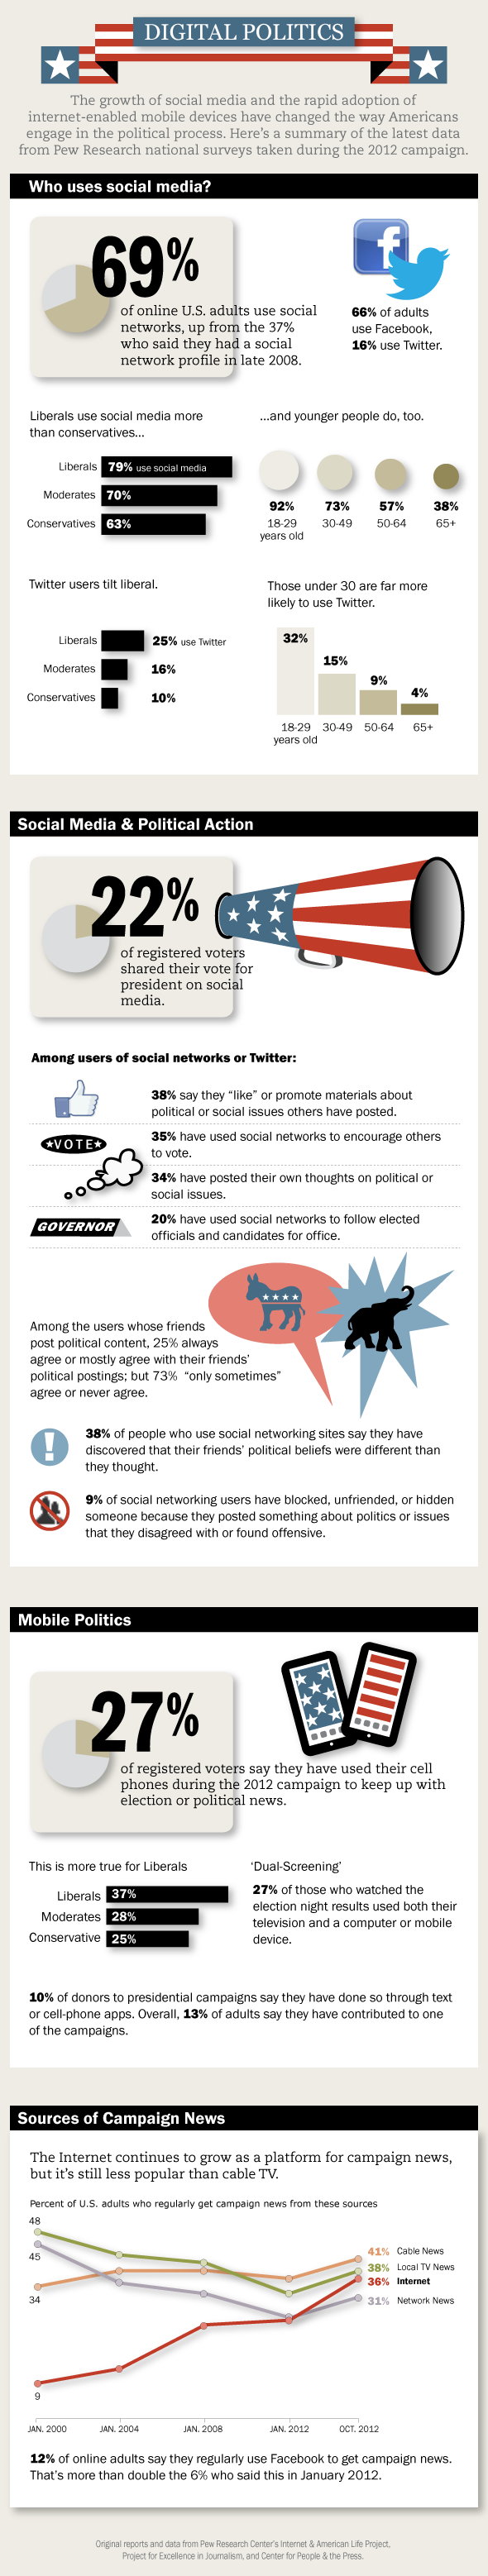 DIGITAL POLITICS
The growth of social media and the rapid adoption of
internet-enabled mobile devices have changed the way Americans
engage in the political process. Here's a summary of the latest data
from Pew Research national surveys taken during the 2012 campaign.
Who uses social media?
69%
of online U.S. adults use social
networks, up from the 37%
who said they had a social
network profile in late 2008.
f
66% of adults
use Facebook,
16% use Twitter.
Liberals use social media more
than conservatives...
Liberals 79% use social media
Moderates 70%
Conservatives 63%
...and younger people do, too.
92% 73% 57% 38%
18-29 30-49 50-64 65+
years old
Twitter users tilt liberal.
Liberals 25% use Twitter
Moderates 16%
Conservatives 10%
Those under 30 are far more
likely to use Twitter.
32%
15%
9%
4%
18-29 30-49 50-64 65+
years old
Social Media & Political Action
22%
of registered voters
shared their vote for
president on social
media.
Among users of social networks or Twitter:
38% say they “like” or promote materials about
political or social issues others have posted.
VOTE
35% have used social networks to encourage others
to vote.
34% have posted their own thoughts on political or
social issues.
GOVERNOR
20% have used social networks to follow elected
officials and candidates for office.
Among the users whose friends
post political content, 25% always
agree or mostly agree with their friends’
political postings; but 73% “only sometimes”
agree or never agree.
!
38% of people who use social networking sites say they have
discovered that their friends’ political beliefs were different than
they thought.
9% of social networking users have blocked, unfriended, or hidden
someone because they posted something about politics or issues
that they disagreed with or found offensive.
Mobile Politics
27%
of registered voters say they have used their cell
phones during the 2012 campaign to keep up with
election or political news.
This is more true for Liberals
Liberals 37%
Moderates 28%
Conservative 25%
‘Dual-Screening’
27% of those who watched the
election night results used both their
television and a computer or mobile
device.
10% of donors to presidential campaigns say they have done so through text
or cell-phone apps. Overall, 13% of adults say they have contributed to one
of the campaigns.
Sources of Campaign News
The Internet continues to grow as a platform for campaign news,
but it’s still less popular than cable TV.
Percent of U.S. adults who regularly get campaign news from these sources
48
45
34
9
41% Cable News
38% Local TV News
36% Internet
31% Network News
JAN. 2000 JAN. 2004 JAN. 2008 JAN. 2012 OCT. 2012
12% of online adults say they regularly use Facebook to get campaign news.
That’s more than double the 6% who said this in January 2012.
Original reports and data from Pew Research Center’s Internet & American Life Project,
Project for Excellence in Journalism, and Center for People & the Press.